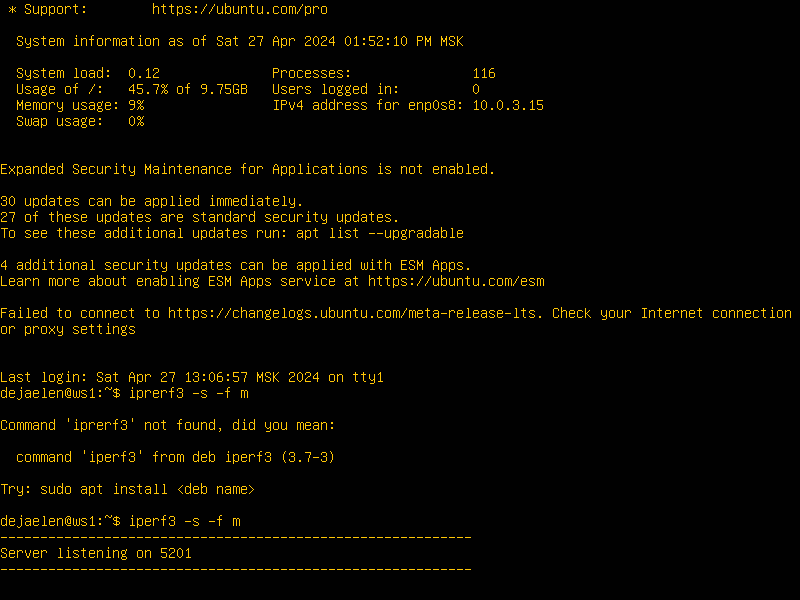 * Support:        https://ubuntu.com/pro
System information as of Sat 27 Apr 2024 01:52:10 PM MSK
System load:  0.12              Processes:               116
Usage of /:   45.7% of 9.75GB   Users logged in:         0
Memory usage: 9%                IPv4 address for enp0s8: 10.0.3.15
Swap usage:   0%
Expanded Security Maintenance for Applications is not enabled.
30 updates can be applied immediately.
27 of these updates are standard security updates.
To see these additional updates run: apt list --upgradable
4 additional security updates can be applied with ESM Apps.
Learn more about enabling ESM Apps service at https://ubuntu.com/esm
Failed to connect to https://changelogs.ubuntu.com/meta-release-lts. Check your Internet connection
or proxy settings
Last login: Sat Apr 27 13:06:57 MSK 2024 on tty1
dejaelen@ws1:~$ iprerf3 -s -f m
Command 'iprerf3' not found, did you mean:
command 'iperf3' from deb iperf3 (3.7-3)
Try: sudo apt install <deb name>
dejaelen@ws1:~$ iperf3 -s -f m
-----------------------------------------------------------
Server listening on 5201
-----------------------------------------------------------